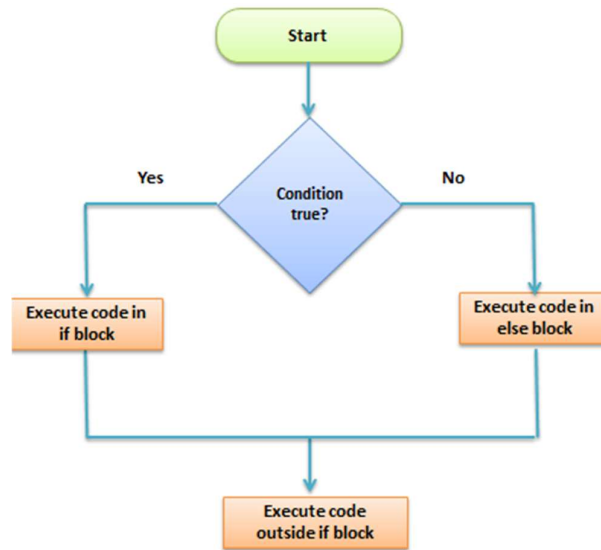 Start
Yes
No
Condition
true?
Execute code in
if block
Execute code in
else block
Execute code
outside if block